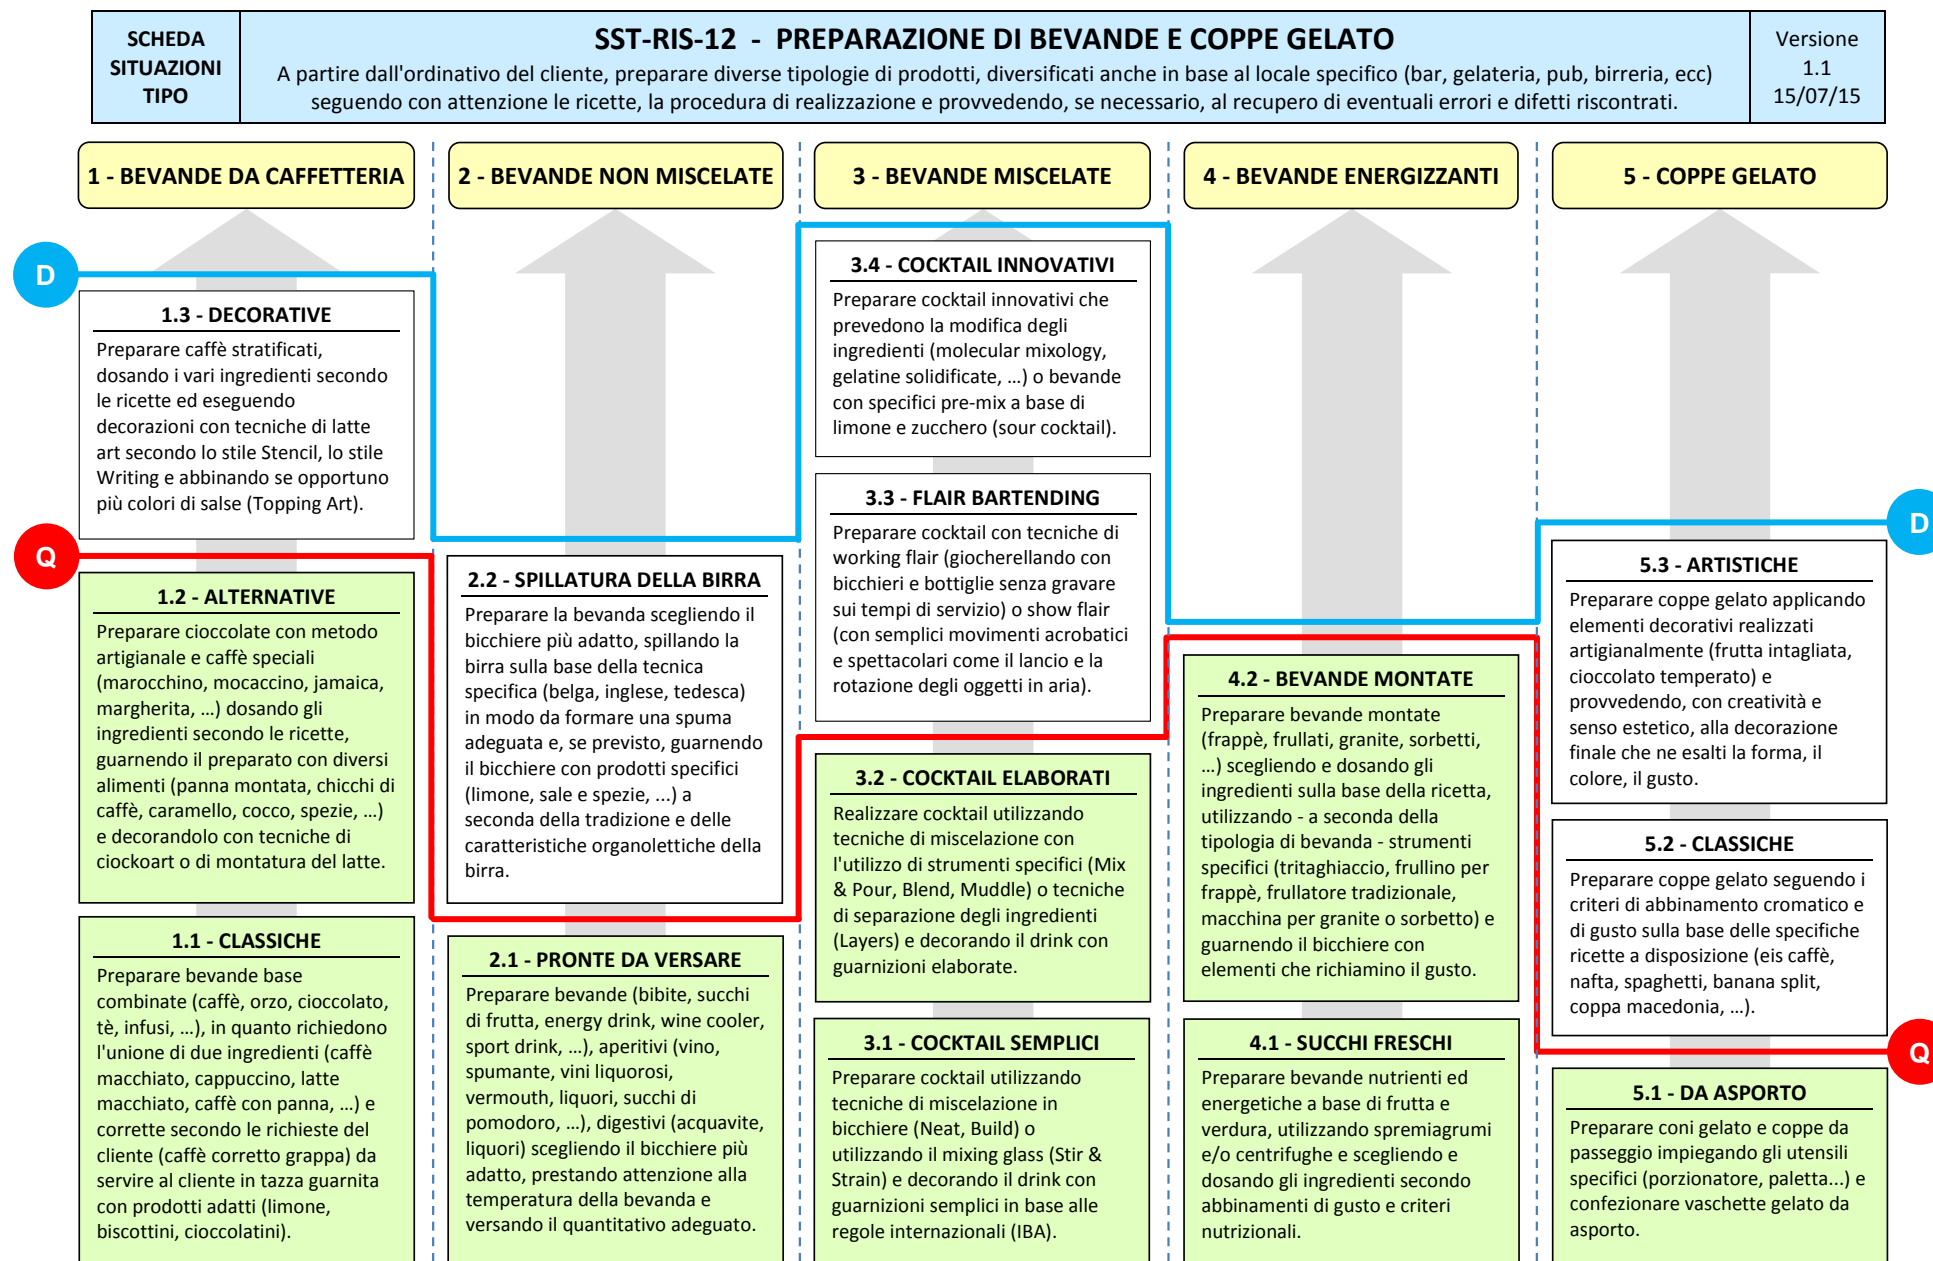 SCHEDA
SITUAZIONI
TIPO
SST-RIS-12 - PREPARAZIONE DI BEVANDE E COPPE GELATO
A partire dall'ordinativo del cliente, preparare diverse tipologie di prodotti, diversificati anche in base al locale specifico (bar, gelateria, pub, birreria, ecc)
seguendo con attenzione le ricette, la procedura di realizzazione e provvedendo, se necessario, al recupero di eventuali errori e difetti riscontrati.
Versione
1.1
15/07/15
1 - BEVANDE DA CAFFETTERIA
D
1.3 - DECORATIVE
Preparare caffè stratificati,
dosando i vari ingredienti secondo
le ricette ed eseguendo
decorazioni con tecniche di latte
art secondo lo stile Stencil, lo stile
Writing e abbinando se opportuno
più colori di salse (Topping Art).
Q
1.2 - ALTERNATIVE
Preparare cioccolate con metodo
artigianale e caffè speciali
(marocchino, mocaccino, jamaica,
margherita, …) dosando gli
ingredienti secondo le ricette,
guarnendo il preparato con diversi
alimenti (panna montata, chicchi di
caffè, caramello, cocco, spezie, …)
e decorandolo con tecniche di
ciockoart o di montatura del latte.
1.1 - CLASSICHE
Preparare bevande base
combinate (caffè, orzo, cioccolato,
tè, infusi, …), in quanto richiedono
l'unione di due ingredienti (caffè
macchiato, cappuccino, latte
macchiato, caffè con panna, …) e
corrette secondo le richieste del
cliente (caffè corretto grappa) da
servire al cliente in tazza guarnita
con prodotti adatti (limone,
biscottini, cioccolatini).
2 - BEVANDE NON MISCELATE
2.2 - SPILLATURA DELLA BIRRA
Preparare la bevanda scegliendo il
bicchiere più adatto, spillando la
birra sulla base della tecnica
specifica (belga, inglese, tedesca)
in modo da formare una spuma
adeguata e, se previsto, guarnendo
il bicchiere con prodotti specifici
(limone, sale e spezie, ...) a
seconda della tradizione e delle
caratteristiche organolettiche della
birra.
2.1 - PRONTE DA VERSARE
Preparare bevande (bibite, succhi
di frutta, energy drink, wine cooler,
sport drink, …), aperitivi (vino,
spumante, vini liquorosi,
vermouth, liquori, succhi di
pomodoro, …), digestivi (acquavite,
liquori) scegliendo il bicchiere più
adatto, prestando attenzione alla
temperatura della bevanda e
versando il quantitativo adeguato.
3 - BEVANDE MISCELATE
3.4 - COCKTAIL INNOVATIVI
Preparare cocktail innovativi che
prevedono la modifica degli
ingredienti (molecular mixology,
gelatine solidificate, …) o bevande
con specifici pre-mix a base di
limone e zucchero (sour cocktail).
3.3 - FLAIR BARTENDING
Preparare cocktail con tecniche di
working flair (giocherellando con
bicchieri e bottiglie senza gravare
sui tempi di servizio) o show flair
(con semplici movimenti acrobatici
e spettacolari come il lancio e la
rotazione degli oggetti in aria).
3.2 - COCKTAIL ELABORATI
Realizzare cocktail utilizzando
tecniche di miscelazione con
l'utilizzo di strumenti specifici (Mix
& Pour, Blend, Muddle) o tecniche
di separazione degli ingredienti
(Layers) e decorando il drink con
guarnizioni elaborate.
3.1 - COCKTAIL SEMPLICI
Preparare cocktail utilizzando
tecniche di miscelazione in
bicchiere (Neat, Build) o
utilizzando il mixing glass (Stir &
Strain) e decorando il drink con
guarnizioni semplici in base alle
regole internazionali (IBA).
4 - BEVANDE ENERGIZZANTI
4.2 - BEVANDE MONTATE
Preparare bevande montate
(frappè, frullati, granite, sorbetti,
…) scegliendo e dosando gli
ingredienti sulla base della ricetta,
utilizzando - a seconda della
tipologia di bevanda - strumenti
specifici (tritaghiaccio, frullino per
frappè, frullatore tradizionale,
macchina per granite o sorbetto) e
guarnendo il bicchiere con
elementi che richiamino il gusto.
4.1 - SUCCHI FRESCHI
Preparare bevande nutrienti ed
energetiche a base di frutta e
verdura, utilizzando spremiagrumi
e/o centrifughe e scegliendo e
dosando gli ingredienti secondo
abbinamenti di gusto e criteri
nutrizionali.
5 - COPPE GELATO
D
5.3 - ARTISTICHE
Preparare coppe gelato applicando
elementi decorativi realizzati
artigianalmente (frutta intagliata,
cioccolato temperato) e
provvedendo, con creatività e
senso estetico, alla decorazione
finale che ne esalti la forma, il
colore, il gusto.
5.2 - CLASSICHE
Preparare coppe gelato seguendo i
criteri di abbinamento cromatico e
di gusto sulla base delle specifiche
ricette a disposizione (eis caffè,
nafta, spaghetti, banana split,
coppa macedonia, …).
Q
5.1 - DA ASPORTO
Preparare coni gelato e coppe da
passeggio impiegando gli utensili
specifici (porzionatore, paletta...) e
confezionare vaschette gelato da
asporto.